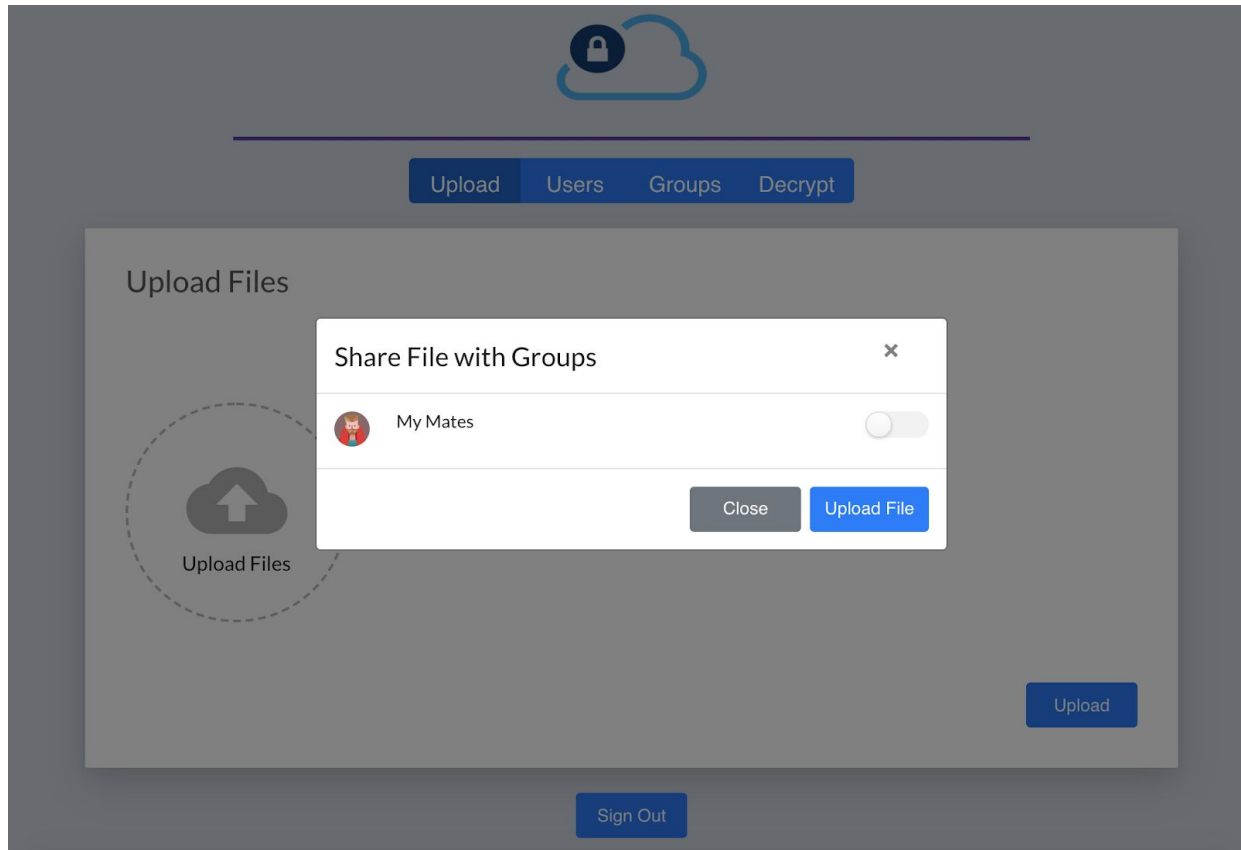 Upload Users Groups Decrypt
Upload Files
Share File with Groups ×
My Mates
Close Upload File
Upload Files
Upload
Sign Out